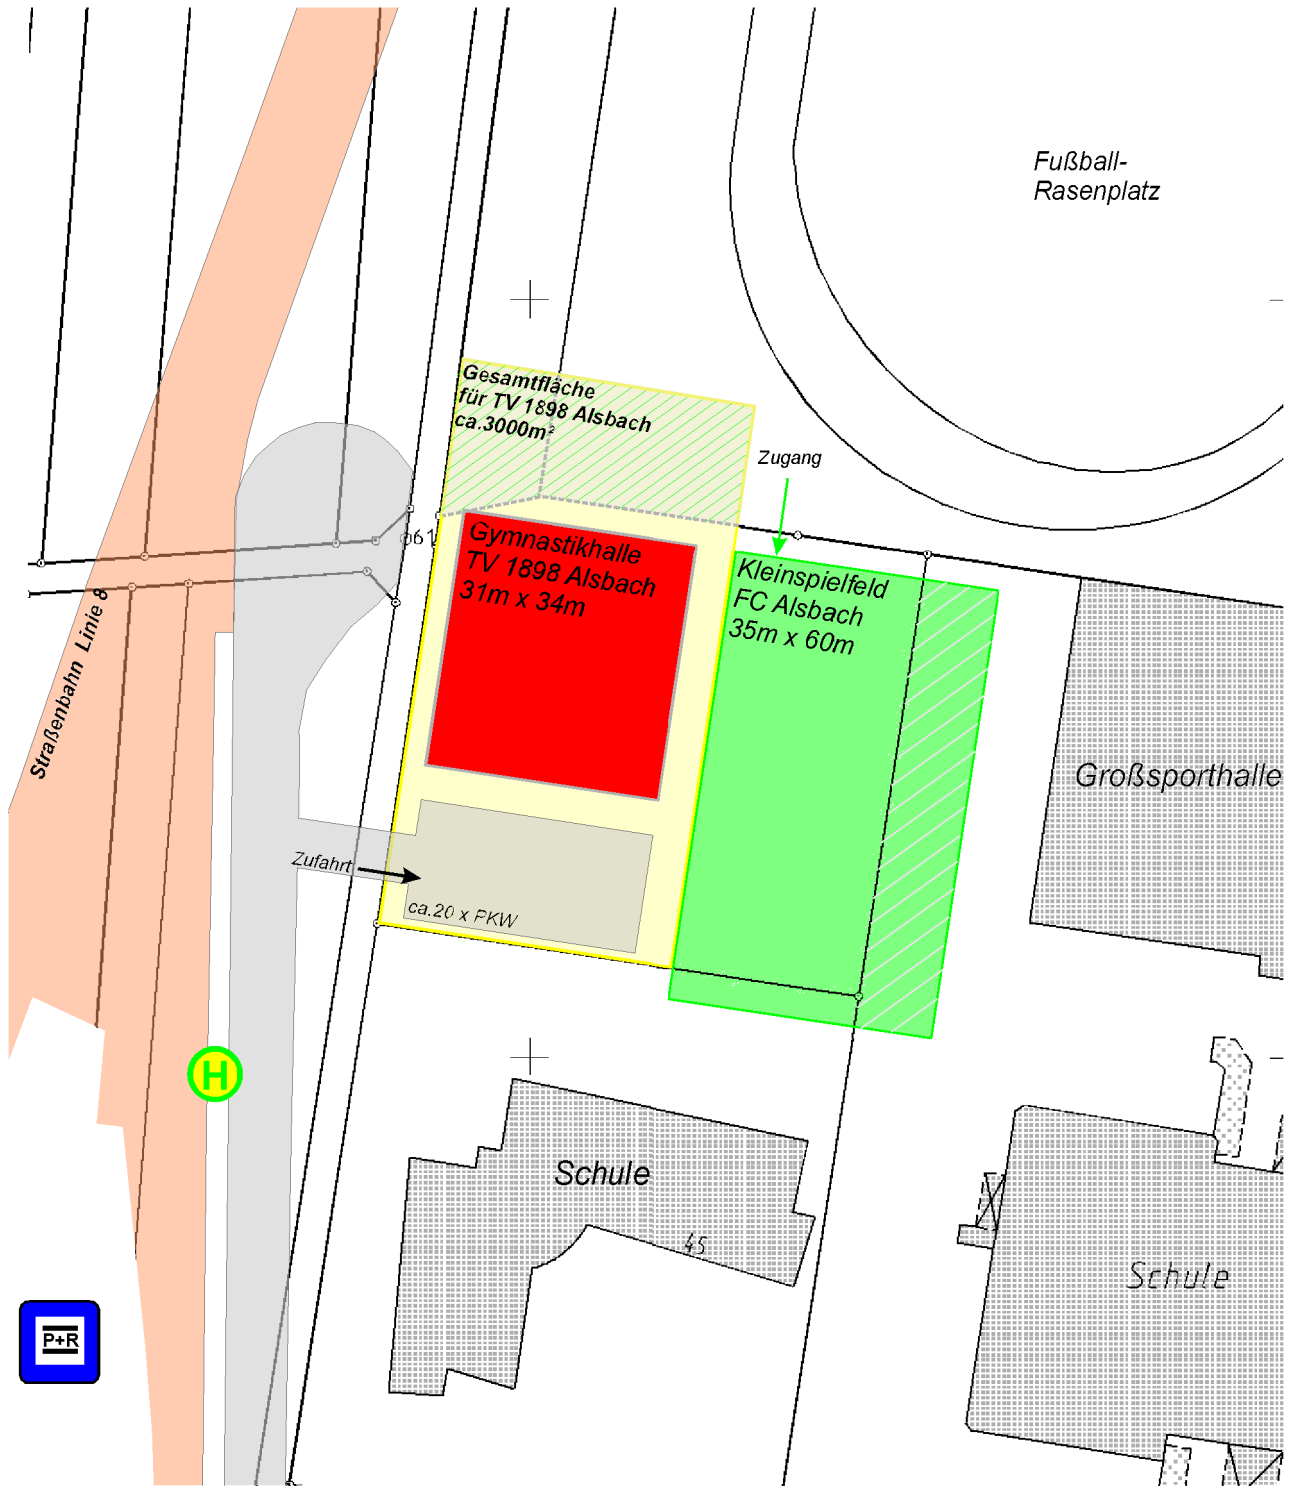 Fußball-
Rasenplatz
Gesamtfläche
für TV 1898 Alsbach
ca.3000m²
Zugang
61
Gymnastikhalle
TV 1898 Alsbach
31m x 34m
Kleinspielfeld
FC Alsbach
35m x 60m
Straßenbahn Linie 8
Großsporthalle
Zufahrt
ca.20 x PKW
H
Schule
45
Schule
P+R